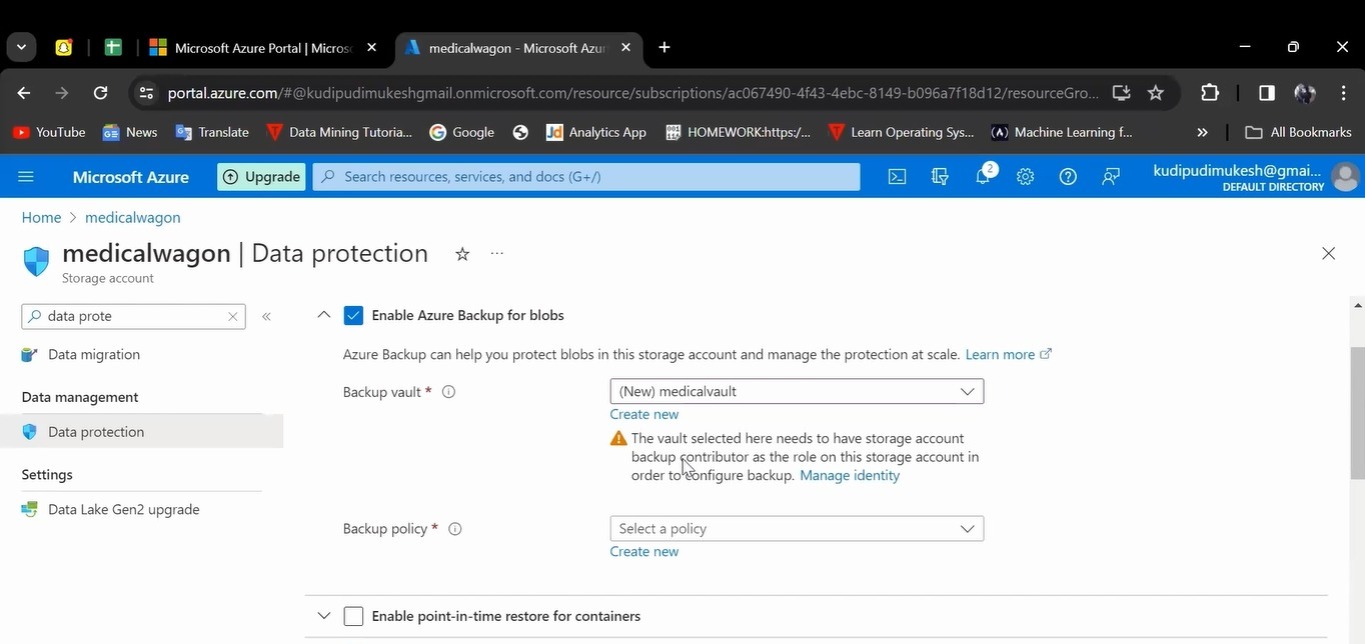 Microsoft Azure Portal | Micros
medicalwagon - Microsoft Azur
portal.azure.com/#@kudipudimukeshgmail.onmicrosoft.com/resource/subscriptions/ac067490-4f43-4ebc-8149-b096a7f18d12/resourceGro...
YouTube
News
Translate
Data Mining Tutoria...
Google
Jd
Analytics App
HOMEWORK:https:/...
Learn Operating Sys...
Machine Learning f...
»
All Bookmarks
Microsoft Azure
Upgrade
Search resources, services, and docs (G+/)
2
kudipudimukesh@gmai...
DEFAULT DIRECTORY
Home > medicalwagon
medicalwagon | Data protection
Storage account
data prote
Data migration
Data management
Data protection
Settings
Data Lake Gen2 upgrade
Enable Azure Backup for blobs
Azure Backup can help you protect blobs in this storage account and manage the protection at scale. Learn more
Backup vault *
(New) medicalvault
Create new
The vault selected here needs to have storage account
backup contributor as the role on this storage account in
order to configure backup. Manage identity
Backup policy *
Select a policy
Create new
Enable point-in-time restore for containers